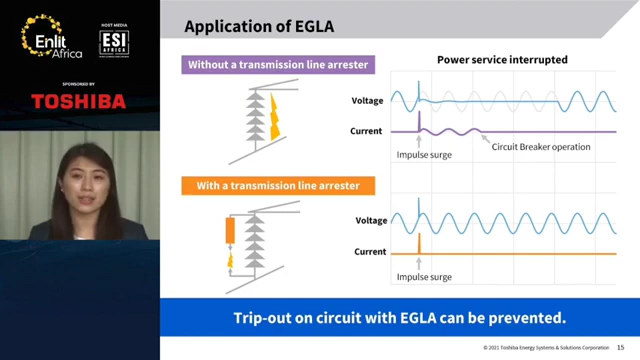 Enlit
Africa
HOST MEDIA
ESI
AFRICA
SPONSORED BY
TOSHIBA
Application of EGLA
Without a transmission line arrester
Power service interrupted
Voltage
Current
Impulse surge
Circuit Breaker operation
With a transmission line arrester
Voltage
Current
Impulse surge
Trip-out on circuit with EGLA can be prevented.
© 2021 Toshiba Energy Systems & Solutions Corporation
15